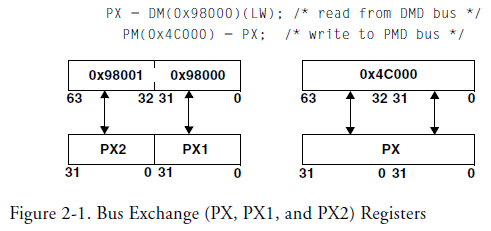 PX - DM(0x98000)(LW); /* read from DMD bus */
PM(0x4C000) - PX; /* write to PMD bus */
0x98001 0x98000 0x4C000
63 32 31 0 63 32 31 0
PX2 PX1 PX
31 0 31 0 31 0 31 0
Figure 2-1. Bus Exchange (PX, PX1, and PX2) Registers